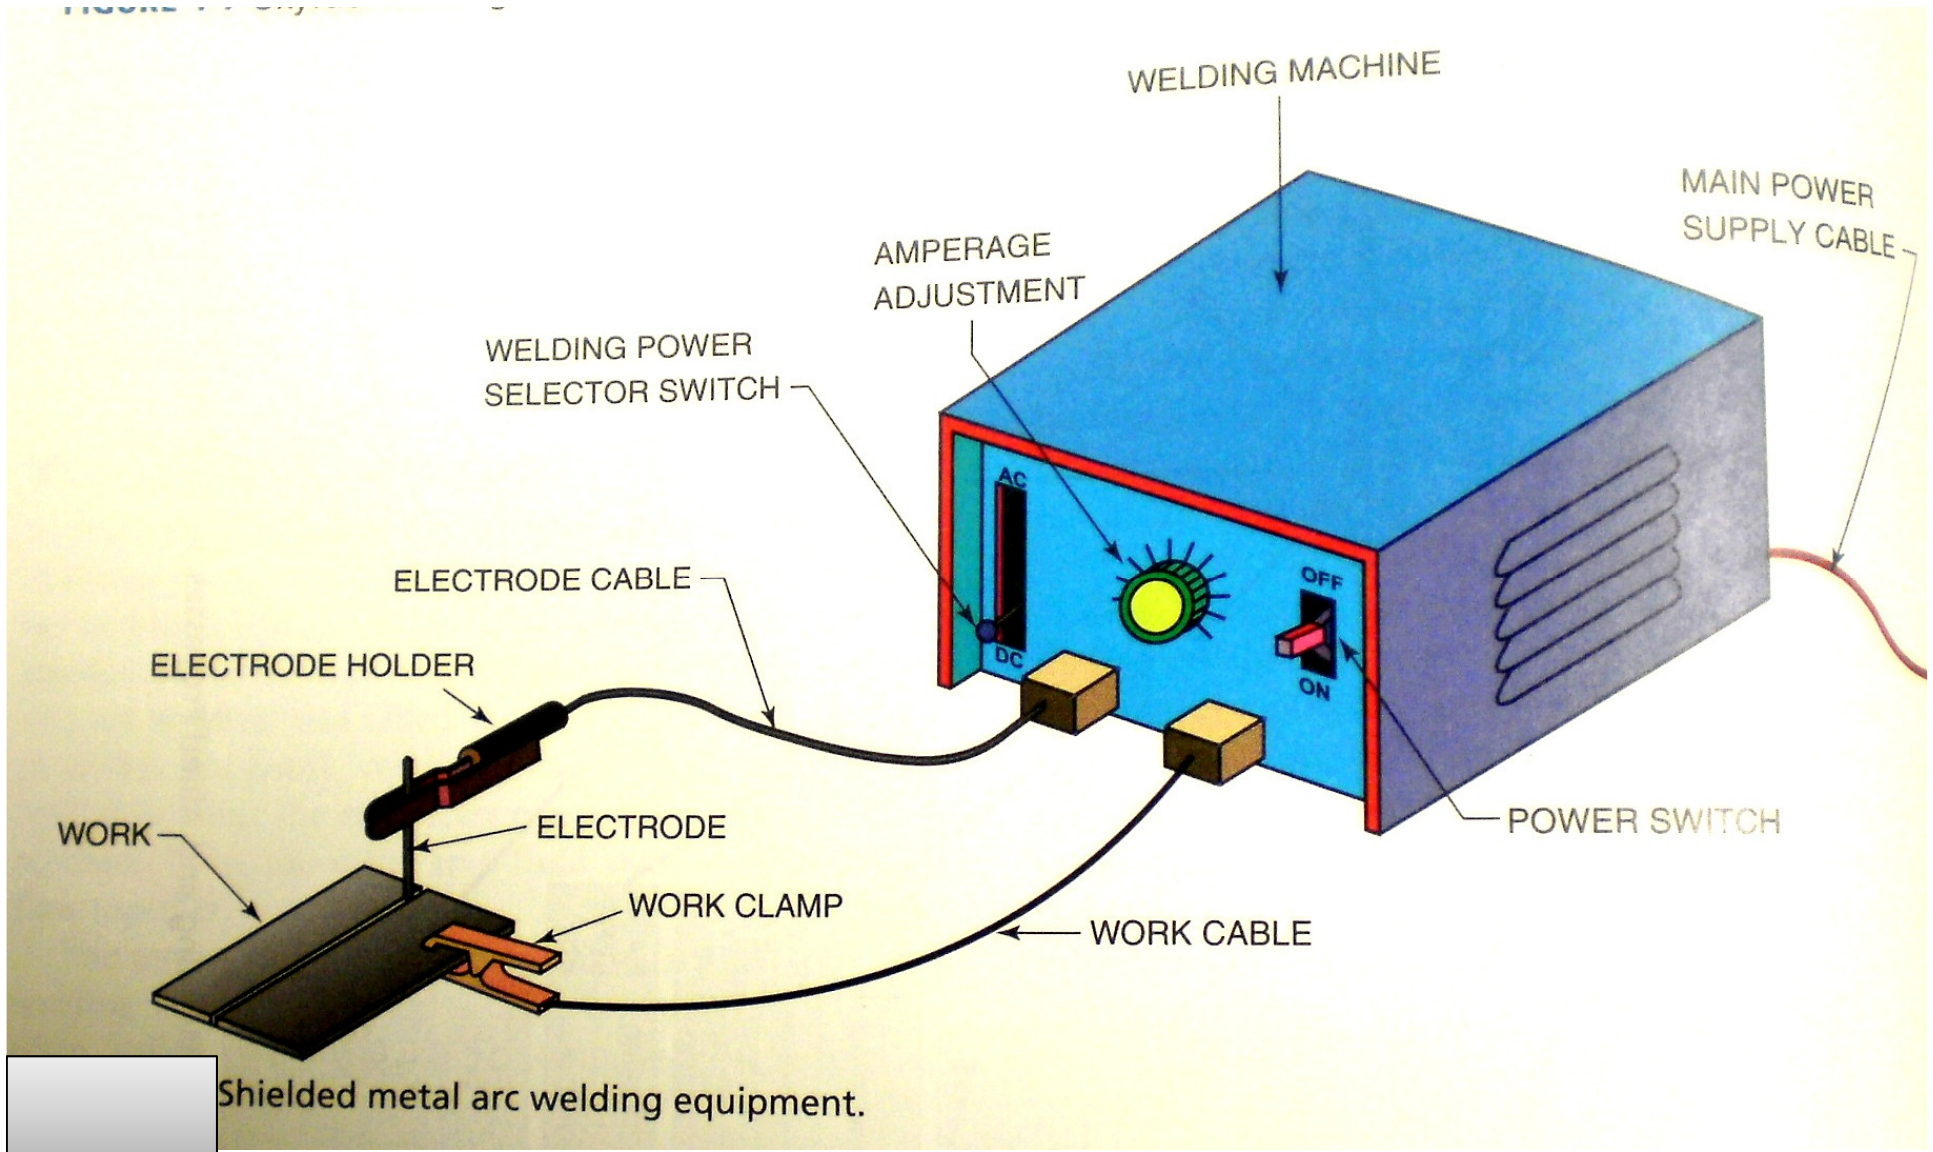 FIGURE
WELDING MACHINE
MAIN POWER
SUPPLY CABLE
AMPERAGE
ADJUSTMENT
WELDING POWER
SELECTOR SWITCH
AC
ELECTRODE CABLE
OFF
DC
ON
ELECTRODE HOLDER
POWER SWITCH
ELECTRODE
WORK
WORK CLAMP
WORK CABLE
Shielded metal arc welding equipment.